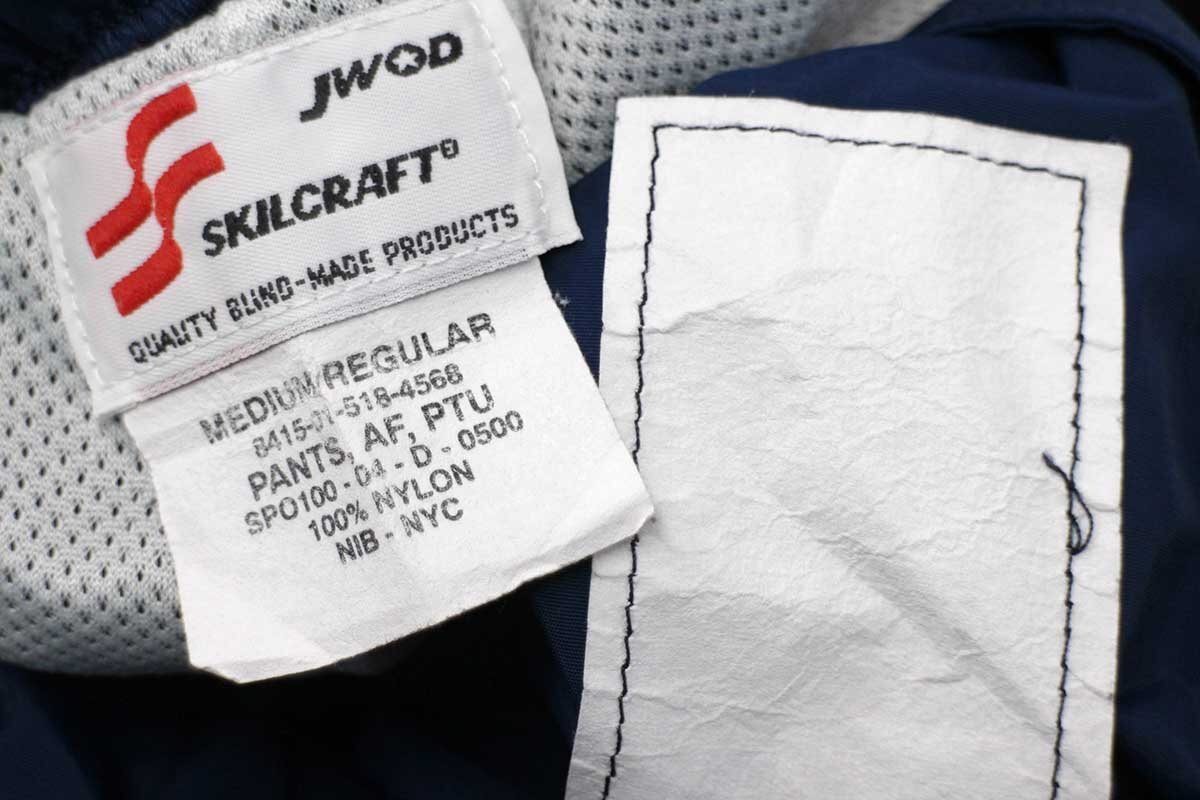 JWOD
SKILCRAFT®
QUALITY BLIND-MADE PRODUCTS
MEDIUM/REGULAR
8415-01-518-4568
PANTS, AF, PTU
SPO100 - 04 - D - 0500
100% NYLON
NIB - NYC